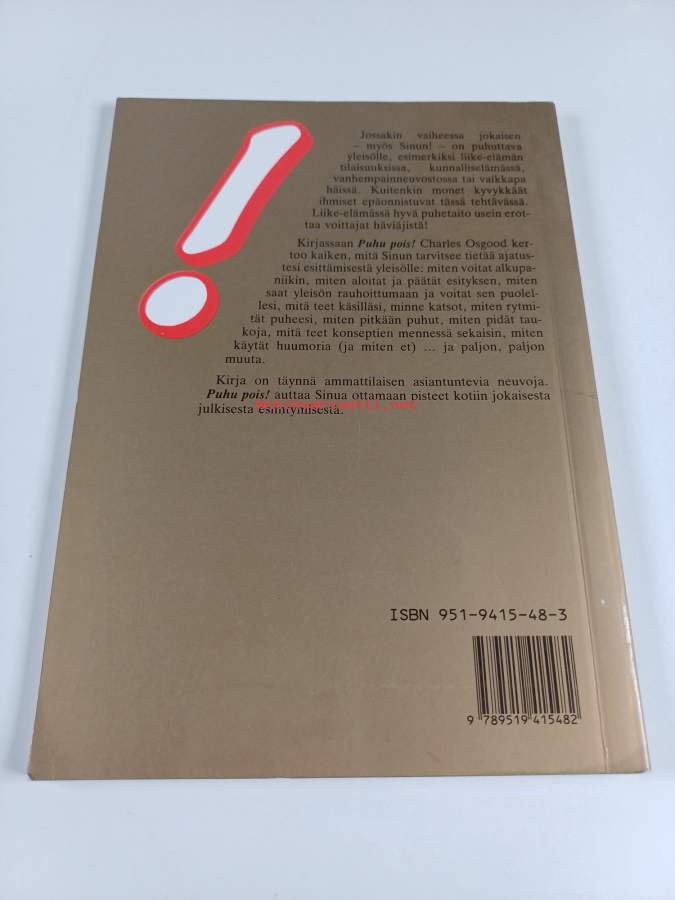 !
Jossakin vaiheessa jokaisen
– myös Sinun! – on puhuttava
yleisölle, esimerkiksi liike-elämän
tilaisuuksissa, kunnalliselämässä,
vanhempainneuvostossa tai vaikkapa
häissä. Kuitenkin monet kyvykkäät
ihmiset epäonnistuvat tässä tehtävässä.
Liike-elämässä hyvä puhetaito usein erot-
taa voittajat häviäjistä!
Kirjassaan Puhu pois! Charles Osgood ker-
too kaiken, mitä Sinun tarvitsee tietää ajatus-
tesi esittämisestä yleisölle: miten voitat alkupa-
niikin, miten aloitat ja päätät esityksen, miten
saat yleisön rauhoittumaan ja voitat sen puolel-
lesi, mitä teet käsilläsi, minne katsot, miten rytmi-
tät puheesi, miten pitkään puhut, miten pidät tau-
koja, mitä teet konseptien mennessä sekaisin, miten
käytät huumoria (ja miten et) ... ja paljon, paljon
muuta.
Kirja on täynnä ammattilaisen asiantuntevia neuvoja.
Puhu pois! auttaa Sinua ottamaan pisteet kotiin jokaisesta
julkisesta esiintymisestä.
ISBN 951-9415-48-3
9 789519 415482